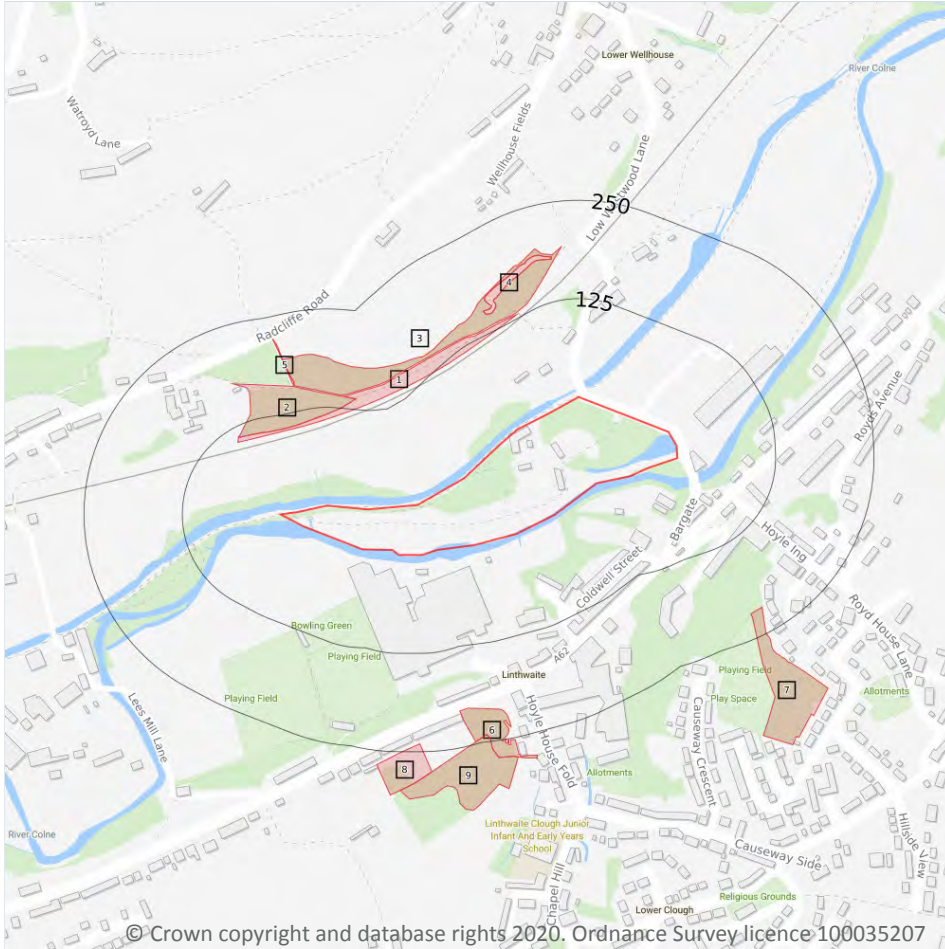 Lower Wellhouse
River Colne
Watroyd Lane
Wellhouse Fields
Low Westwood Lane
250
4
125
Radcliffe Road
3
5
1
2
Royds Avenue
Bargate
Hoyle Ing
Coldwell Street
Bowling Green
Playing Field
A62
Linthwaite
Royd House Lane
Playing Field
Playing Field
7
Play Space
Allotments
Lees Mill Lane
Hoyle House Fold
Causeway Crescent
6
8
9
Allotments
River Colne
Linthwaite Clough Junior
Infant And Early Years
School
Causeway Side
Hillside View
Chapel Hill
Religious Grounds
Lower Clough
© Crown copyright and database rights 2020. Ordnance Survey licence 100035207